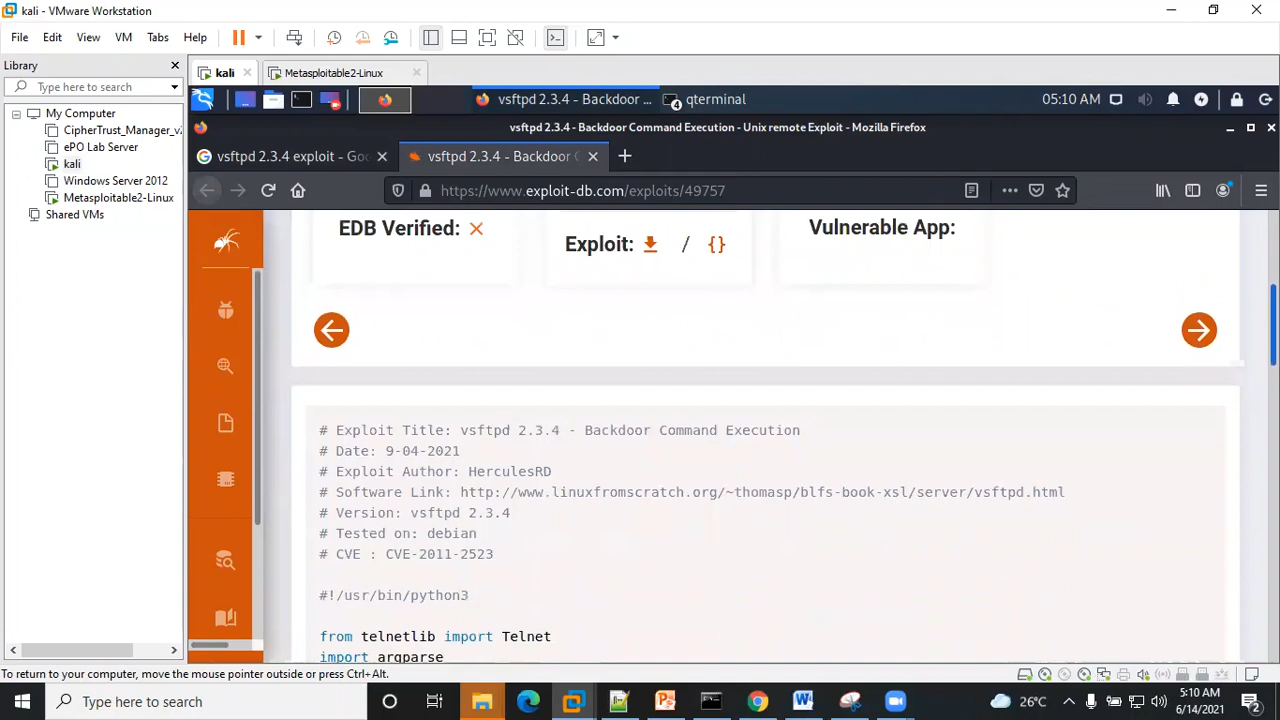 kali - VMware Workstation
File Edit View VM Tabs Help
Library
Type here to search
My Computer
CipherTrust_Manager_v
ePO Lab Server
kali
Windows Server 2012
Metasploitable2-Linux
Shared VMs
kali
Metasploitable2-Linux
vsftpd 2.3.4 - Backdoor ...
4
qterminal
05:10 AM
vsftpd 2.3.4 - Backdoor Command Execution - Unix remote Exploit - Mozilla Firefox
vsftpd 2.3.4 exploit - Goo
vsftpd 2.3.4 - Backdoor C
https://www.exploit-db.com/exploits/49757
EDB Verified:
Exploit: / {}
Vulnerable App:
# Exploit Title: vsftpd 2.3.4 - Backdoor Command Execution
# Date: 9-04-2021
# Exploit Author: HerculesRD
# Software Link: http://www.linuxfromscratch.org/~thomasp/blfs-book-xsl/server/vsftpd.html
# Version: vsftpd 2.3.4
# Tested on: debian
# CVE : CVE-2011-2523
#!/usr/bin/python3
from telnetlib import Telnet
import argparse
To return to your computer, move the mouse pointer outside or press Ctrl+Alt.
Type here to search
26°C
5:10 AM
6/14/2021
2